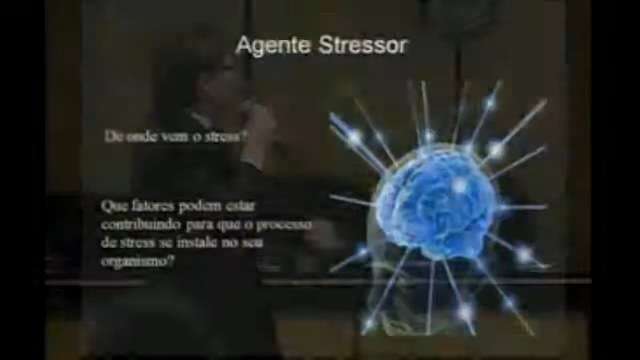 Agente Stressor
De onde vem o stress?
Que fatores podem estar
contribuindo para que o processo
de stress se instale no seu
organismo?